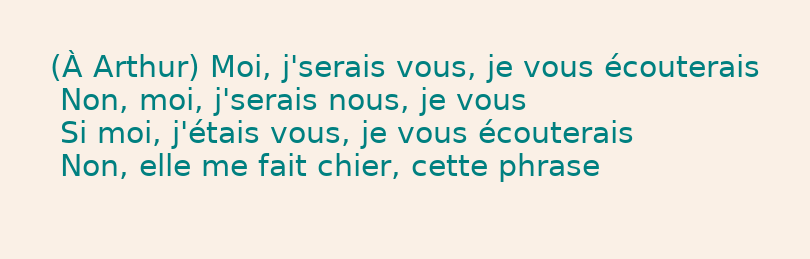 (À Arthur) Moi, j'serais vous, je vous écouterais
Non, moi, j'serais nous, je vous
Si moi, j'étais vous, je vous écouterais
Non, elle me fait chier, cette phrase